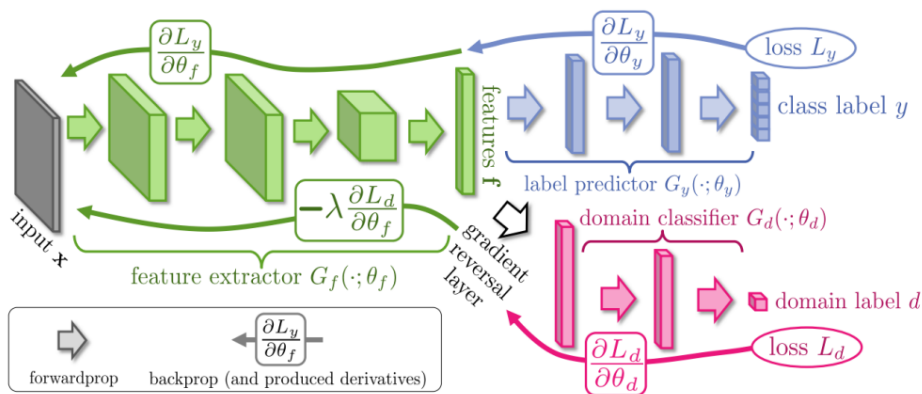 ∂L_y/∂θ_f
∂L_y/∂θ_y
loss L_y
features f
class label y
label predictor G_y(·; θ_y)
input x
−λ ∂L_d/∂θ_f
feature extractor G_f(·; θ_f)
gradient
reversal
layer
domain classifier G_d(·; θ_d)
domain label d
∂L_d/∂θ_d
loss L_d
∂L_y/∂θ_f
forwardprop
backprop (and produced derivatives)